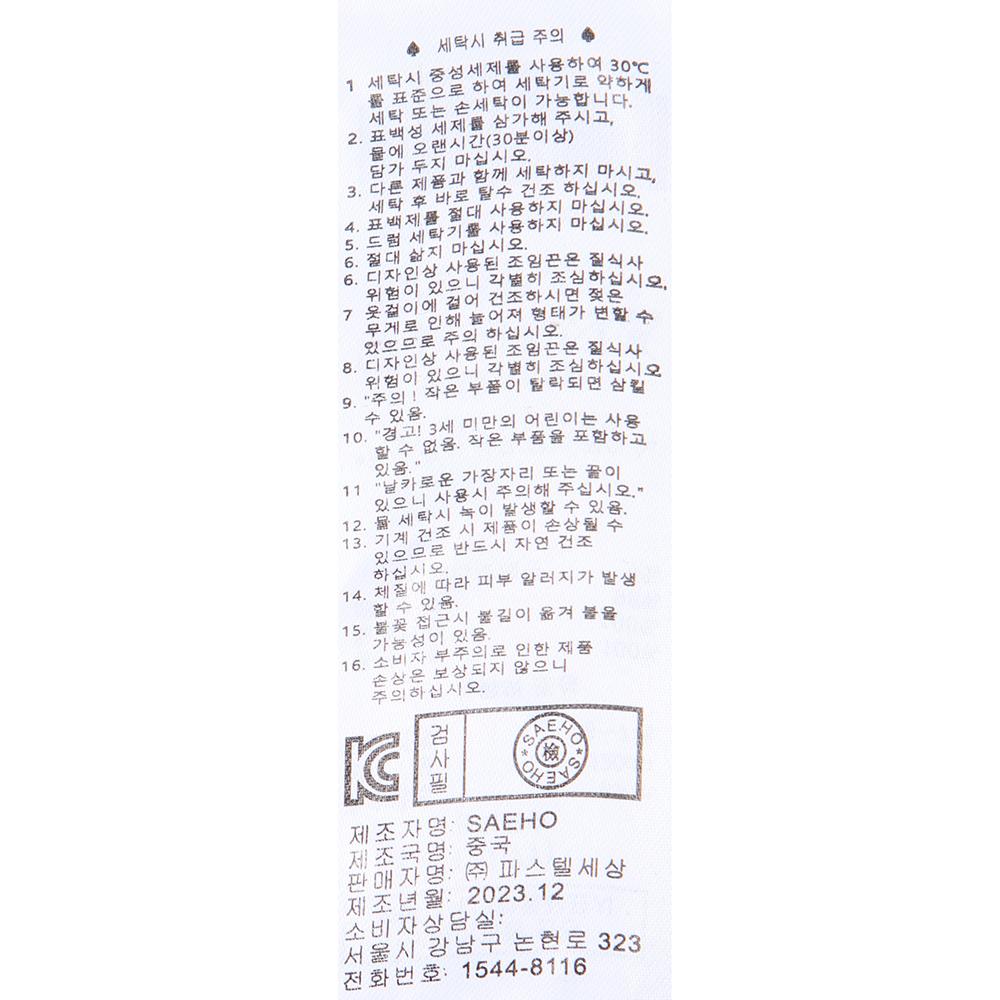 ♠ 세탁시 취급 주의 ♠
1 세탁시 중성세제를 사용하여 30℃
를 표준으로 하여 세탁기로 약하게
세탁 또는 손세탁이 가능합니다.
2. 표백성 세제를 삼가해 주시고,
물에 오랜시간(30분이상)
담가 두지 마십시오.
3. 다른 제품과 함께 세탁하지 마시고,
세탁 후 바로 탈수 건조 하십시오.
4. 표백제를 절대 사용하지 마십시오.
5. 드럼 세탁기를 사용하지 마십시오.
6. 절대 삶지 마십시오.
6. 디자인상 사용된 조임끈은 질식사
위험이 있으니 각별히 조심하십시오.
7 옷걸이에 걸어 건조하시면 젖은
무게로 인해 늘어져 형태가 변할 수
있으므로 주의 하십시오.
8. 디자인상 사용된 조임끈은 질식사
위험이 있으니 각별히 조심하십시오
9. "주의! 작은 부품이 탈락되면 삼킬
수 있음.
10. "경고! 3세 미만의 어린이는 사용
할 수 없음. 작은 부품을 포함하고
있음."
11 "날카로운 가장자리 또는 끝이
있으니 사용시 주의해 주십시오."
12. 물 세탁시 녹이 발생할 수 있음.
13. 기계 건조 시 제품이 손상될 수
있으므로 반드시 자연 건조
하십시오.
14. 체질에 따라 피부 알러지가 발생
할 수 있음.
15. 불꽃 접근시 불길이 옮겨 붙을
가능성이 있음.
16. 소비자 부주의로 인한 제품
손상은 보상되지 않으니
주의하십시오.
KC
검사필
SAEHO * SAEHO *
檢
제조자명: SAEHO
제조국명: 중국
판매자명: ㈜ 파스텔세상
제조년월: 2023.12
소비자상담실:
서울시 강남구 논현로 323
전화번호: 1544-8116